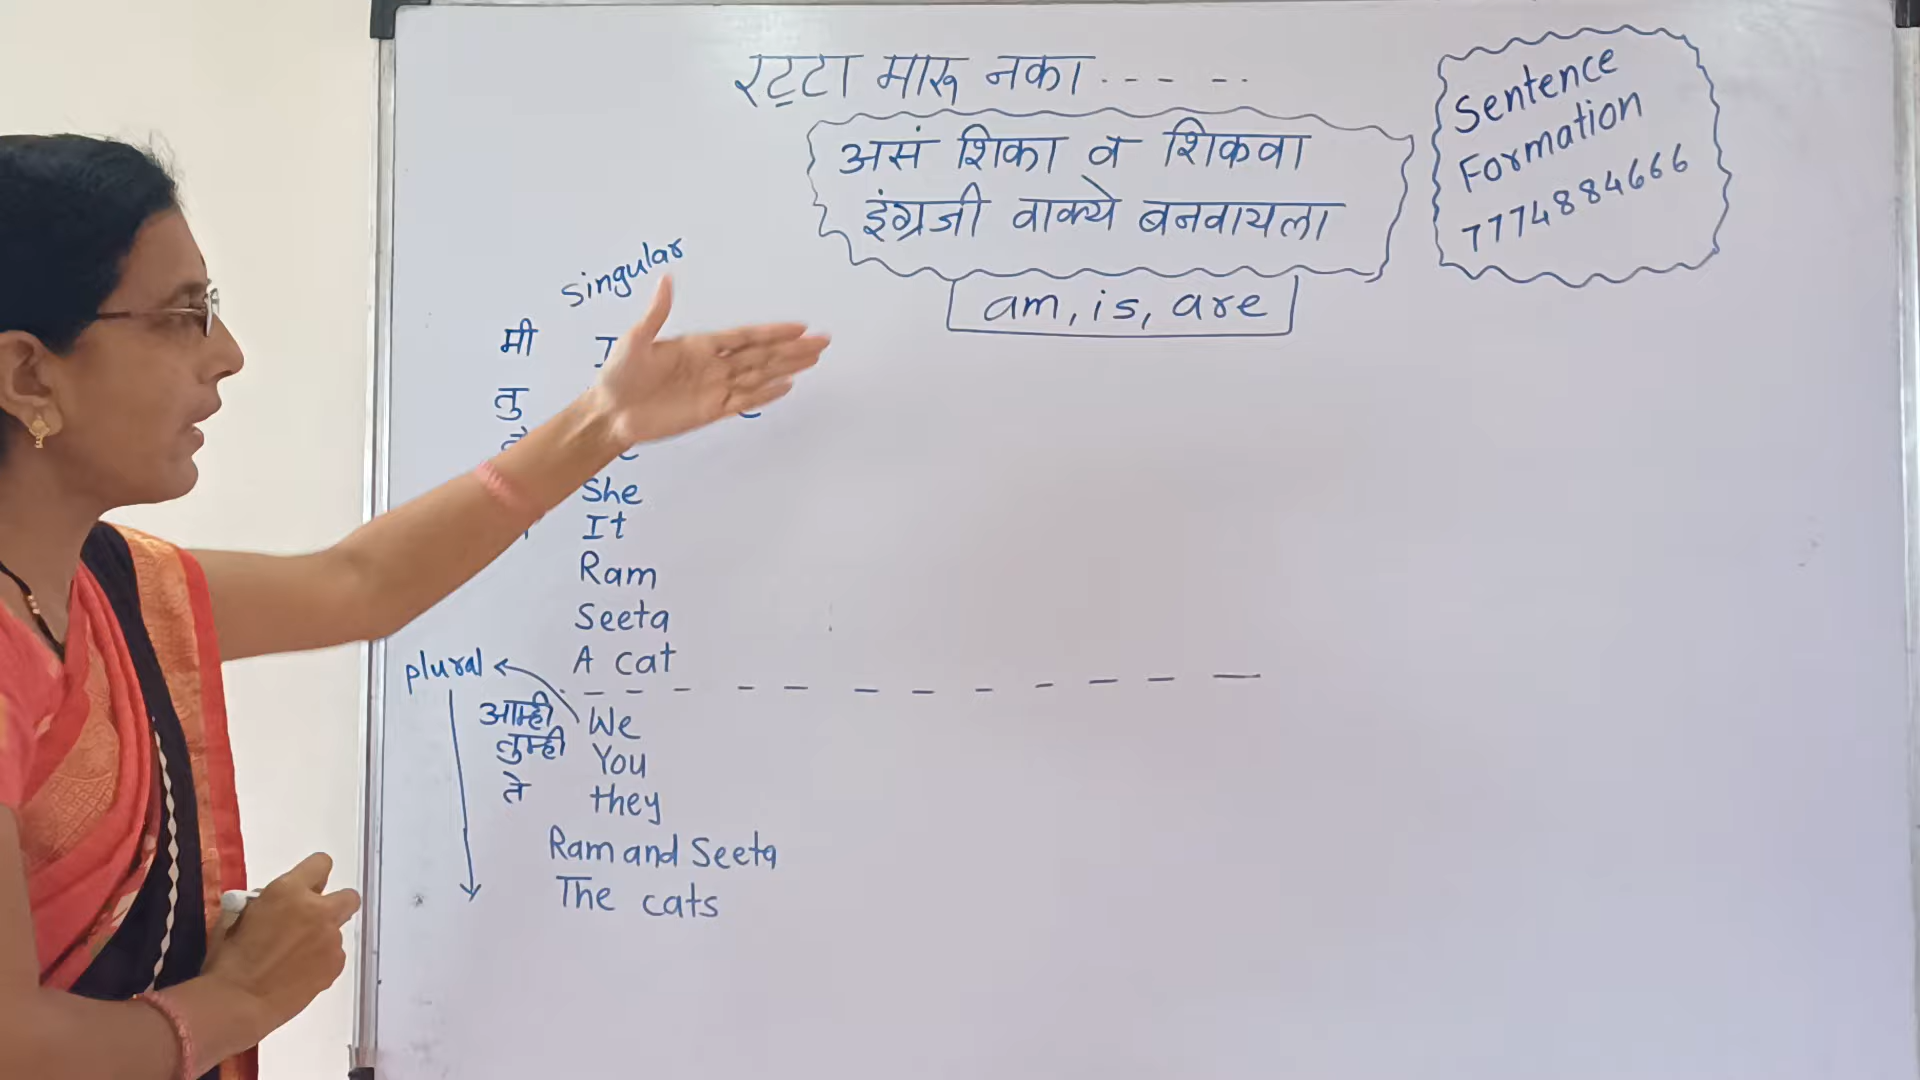 रट्टा मारू नका.--- -..
असं शिका व शिकवा
इंग्रजी वाक्ये बनवायला
am, is, are
Sentence
Formation
7774884666
singular
मी I
तु
She
It
Ram
Seeta
A cat
plural
आम्ही We
तुम्ही You
ते they
Ram and Seeta
The cats